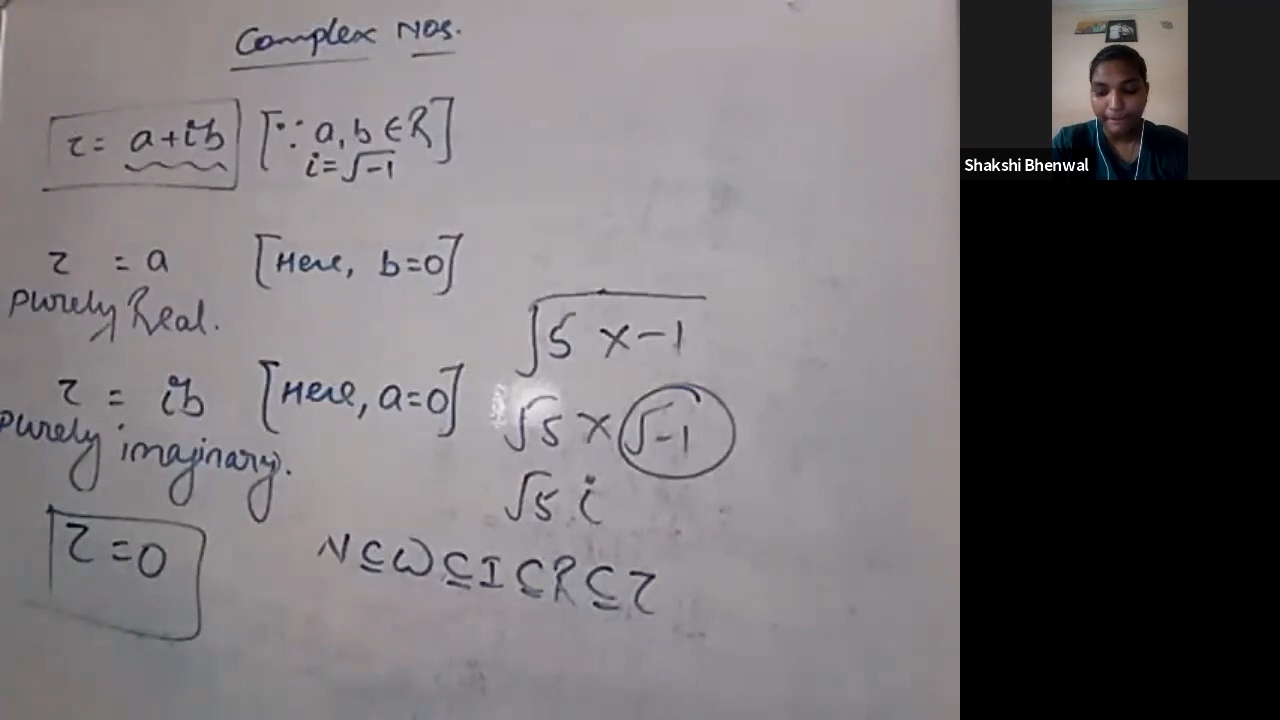 Complex Nos.
z = a+ib [∵ a, b ∈ R]
i = √-1
z = a [Here, b=0]
purely Real.
z = ib [Here, a=0]
purely imaginary.
z = 0
√5 x -1
√5 x √-1
√5 i
N ⊆ W ⊆ I ⊆ R ⊆ Z
Shakshi Bhenwal